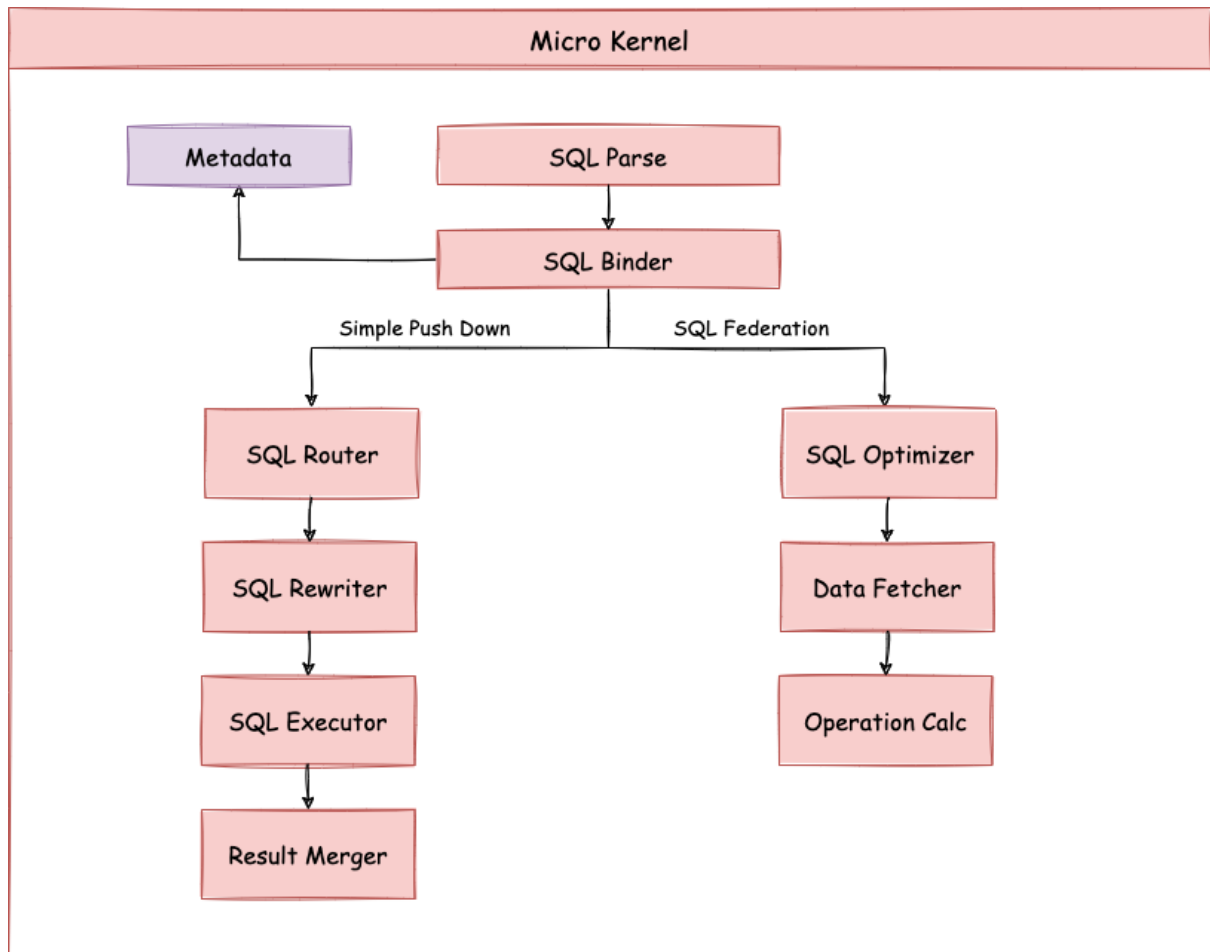 Micro Kernel
Metadata
SQL Parse
SQL Binder
Simple Push Down
SQL Federation
SQL Router
SQL Optimizer
SQL Rewriter
Data Fetcher
SQL Executor
Operation Calc
Result Merger